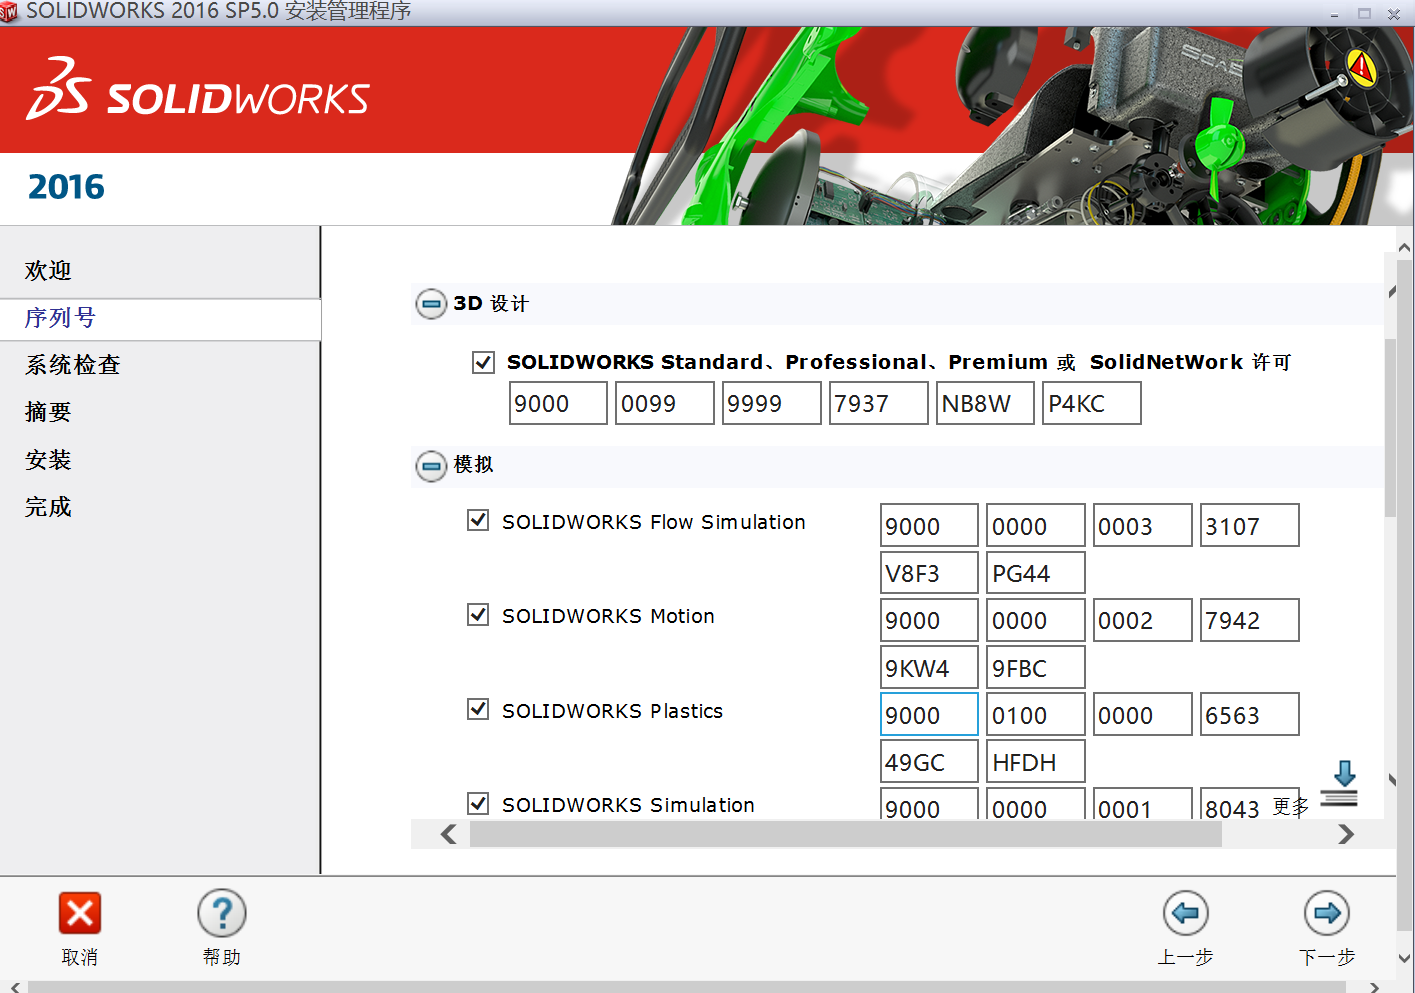 SOLIDWORKS 2016 SP5.0 安装管理程序
SOLIDWORKS
2016
欢迎
序列号
系统检查
摘要
安装
完成
3D 设计
SOLIDWORKS Standard、Professional、Premium 或 SolidNetWork 许可
9000 0099 9999 7937 NB8W P4KC
模拟
SOLIDWORKS Flow Simulation 9000 0000 0003 3107
V8F3 PG44
SOLIDWORKS Motion 9000 0000 0002 7942
9KW4 9FBC
SOLIDWORKS Plastics 9000 0100 0000 6563
49GC HFDH
SOLIDWORKS Simulation 9000 0000 0001 8043 更多
取消 帮助 上一步 下一步